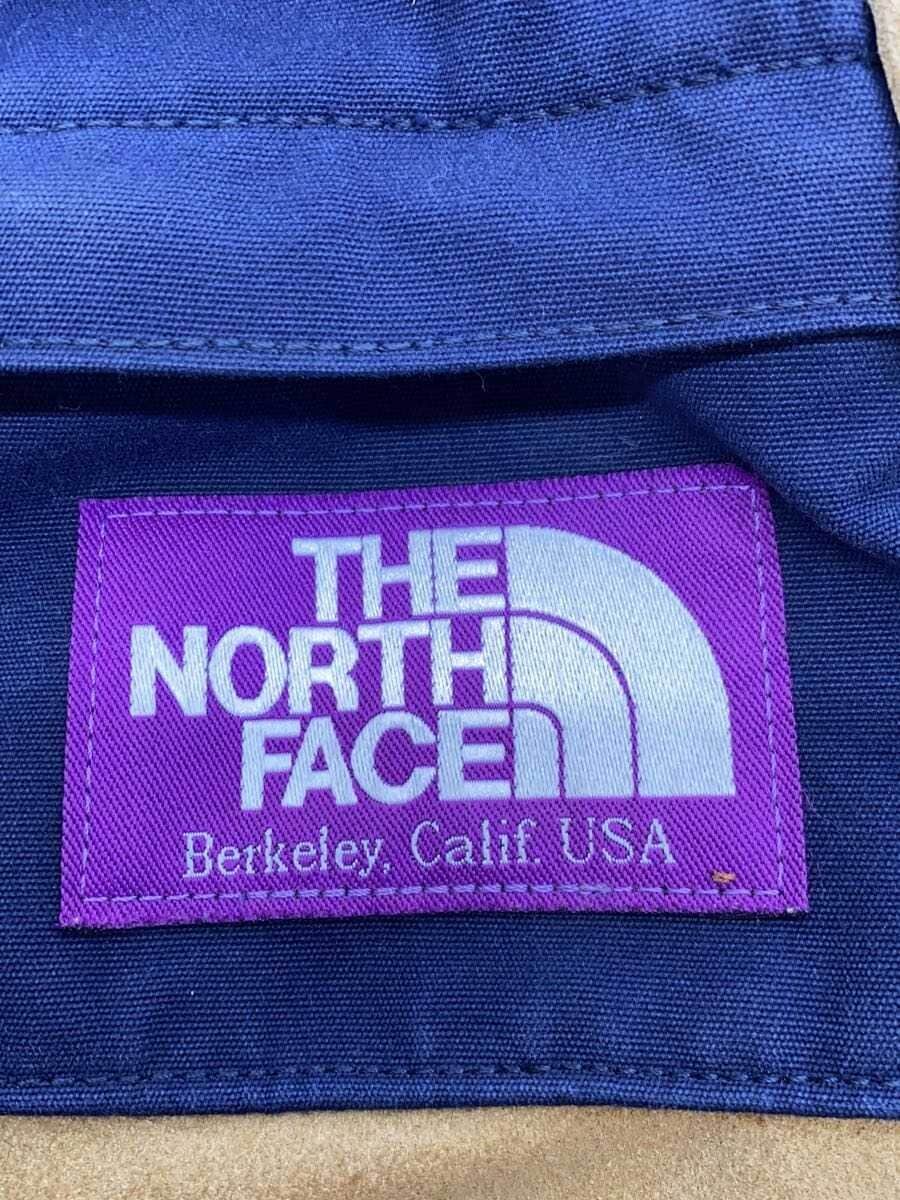 THE
NORTH
FACE
Berkeley, Calif. USA